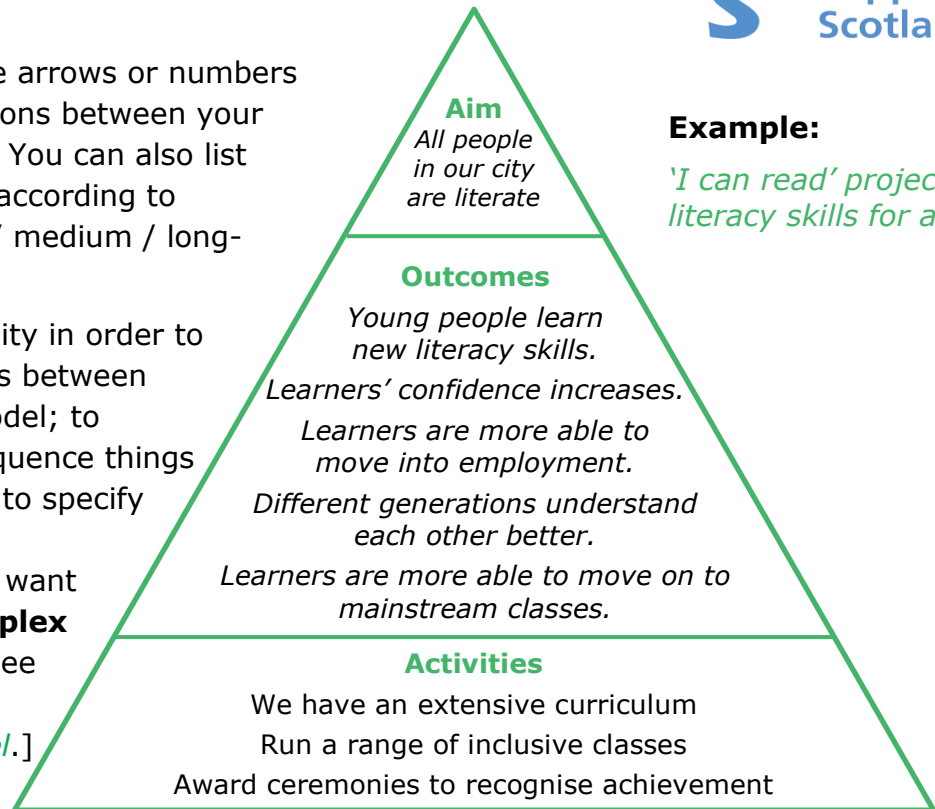 e arrows or numbers
ons between your
You can also list
according to
medium / long-
ity in order to
s between
odel; to
quence things
to specify
want
plex
ee
l.]
Aim
All people
in our city
are literate
Outcomes
Young people learn
new literacy skills.
Learners’ confidence increases.
Learners are more able to
move into employment.
Different generations understand
each other better.
Learners are more able to move on to
mainstream classes.
Activities
We have an extensive curriculum
Run a range of inclusive classes
Award ceremonies to recognise achievement
Scotla
Example:
‘I can read’ projec
literacy skills for a